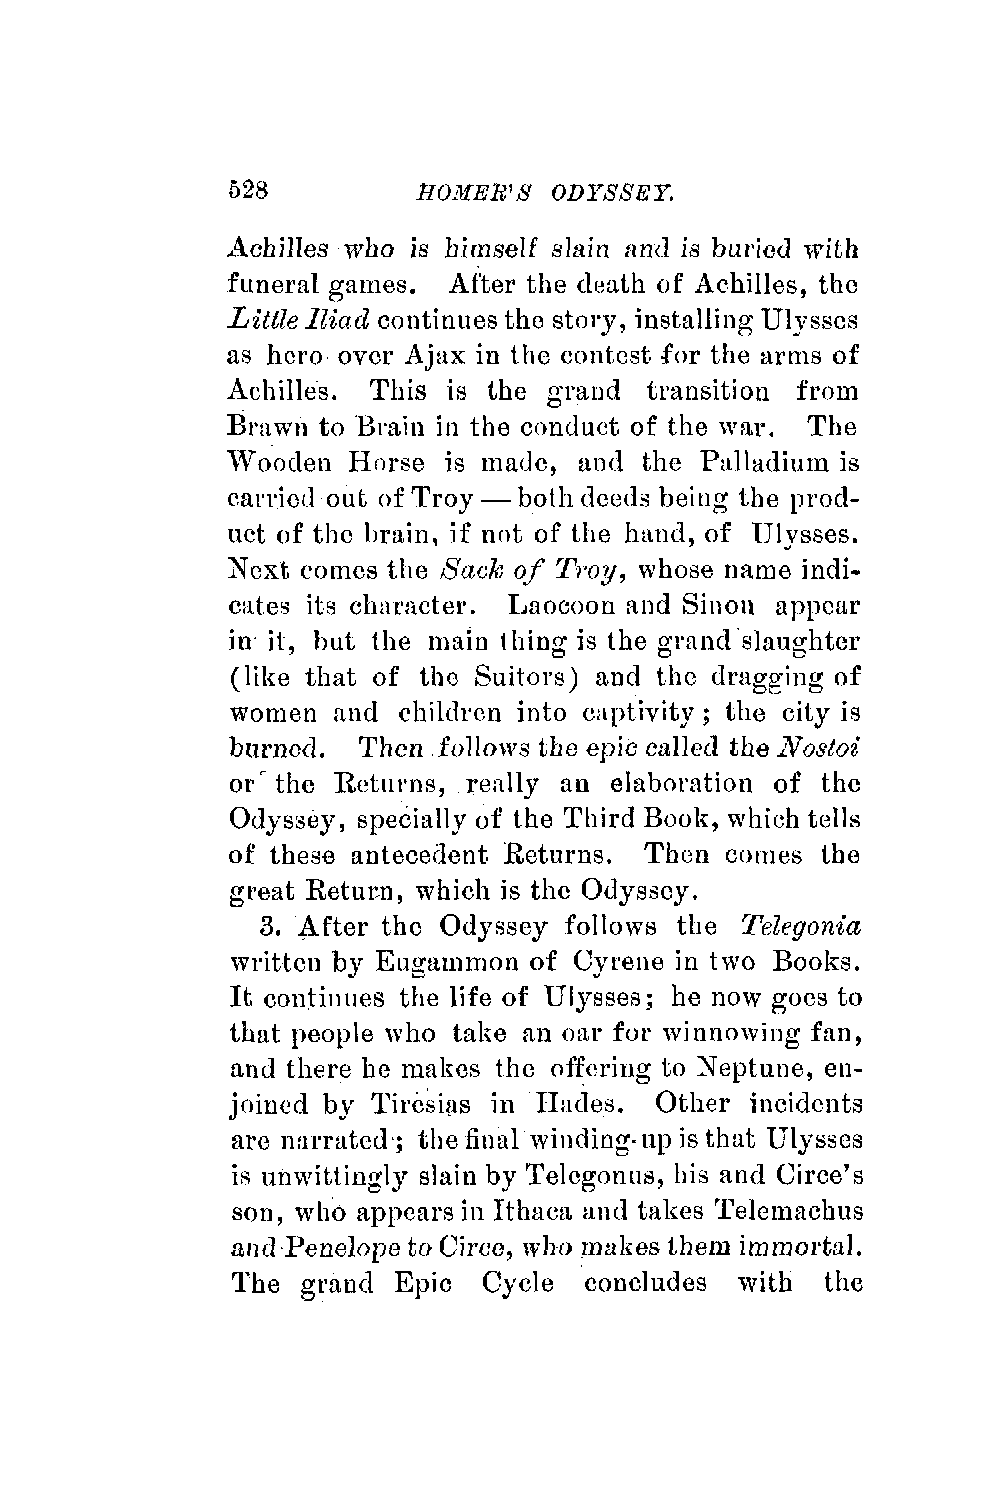 528 HOMER'S ODYSSEY.
Achilles who is himself slain and is buried with
funeral games. After the death of Achilles, the
Little Iliad continues the story, installing Ulysses
as hero over Ajax in the contest for the arms of
Achilles. This is the grand transition from
Brawn to Brain in the conduct of the war. The
Wooden Horse is made, and the Palladium is
carried out of Troy — both deeds being the prod-
uct of the brain, if not of the hand, of Ulysses.
Next comes the Sack of Troy, whose name indi-
cates its character. Laocoon and Sinon appear
in it, but the main thing is the grand slaughter
(like that of the Suitors) and the dragging of
women and children into captivity; the city is
burned. Then follows the epic called the Nostoi
or the Returns, really an elaboration of the
Odyssey, specially of the Third Book, which tells
of these antecedent Returns. Then comes the
great Return, which is the Odyssey.
3. After the Odyssey follows the Telegonia
written by Eugammon of Cyrene in two Books.
It continues the life of Ulysses; he now goes to
that people who take an oar for winnowing fan,
and there he makes the offering to Neptune, en-
joined by Tiresias in Hades. Other incidents
are narrated; the final winding-up is that Ulysses
is unwittingly slain by Telegonus, his and Circe's
son, who appears in Ithaca and takes Telemachus
and Penelope to Circe, who makes them immortal.
The grand Epic Cycle concludes with the